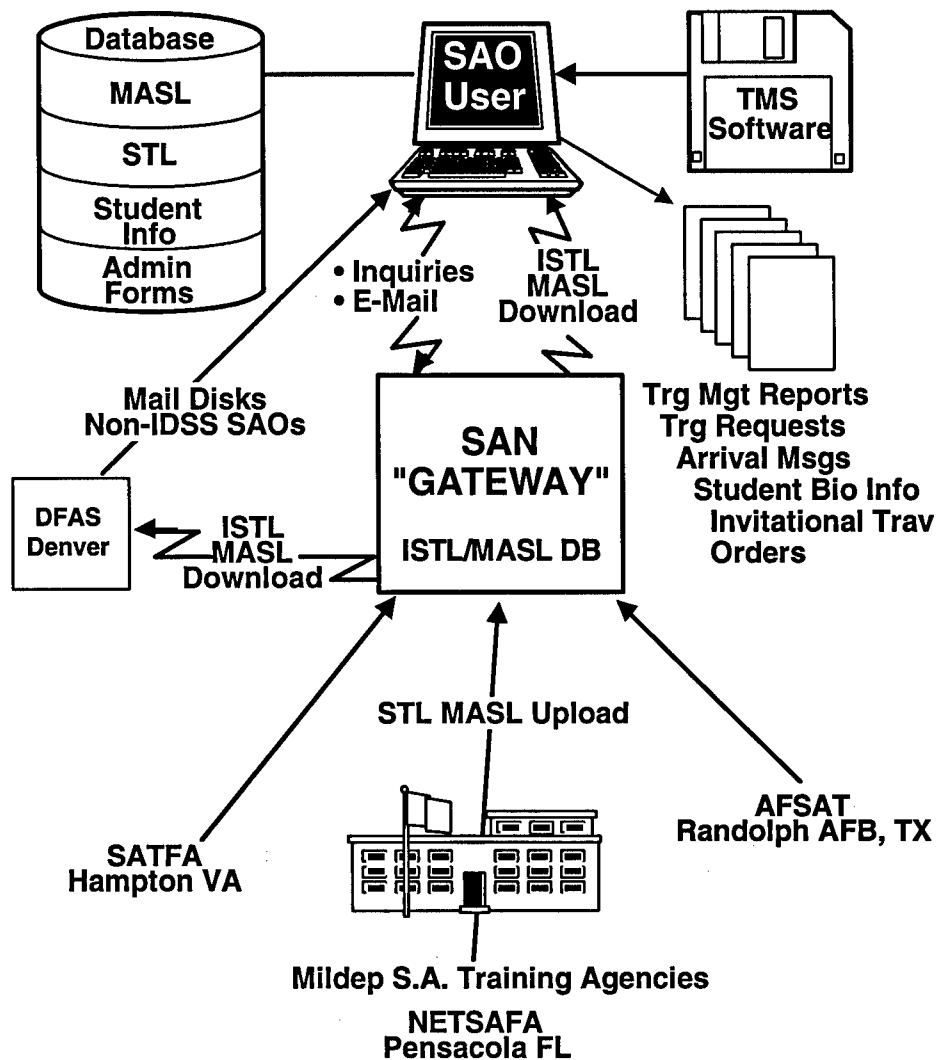 Database
MASL
STL
Student
Info
Admin
Forms
SAO
User
TMS
Software
• Inquiries
• E-Mail
ISTL
MASL
Download
Mail Disks
Non-IDSS SAOs
Trg Mgt Reports
Trg Requests
Arrival Msgs
Student Bio Info
Invitational Trav
Orders
SAN
"GATEWAY"
ISTL/MASL DB
DFAS
Denver
ISTL
MASL
Download
STL MASL Upload
SATFA
Hampton VA
AFSAT
Randolph AFB, TX
Mildep S.A. Training Agencies
NETSAFA
Pensacola FL